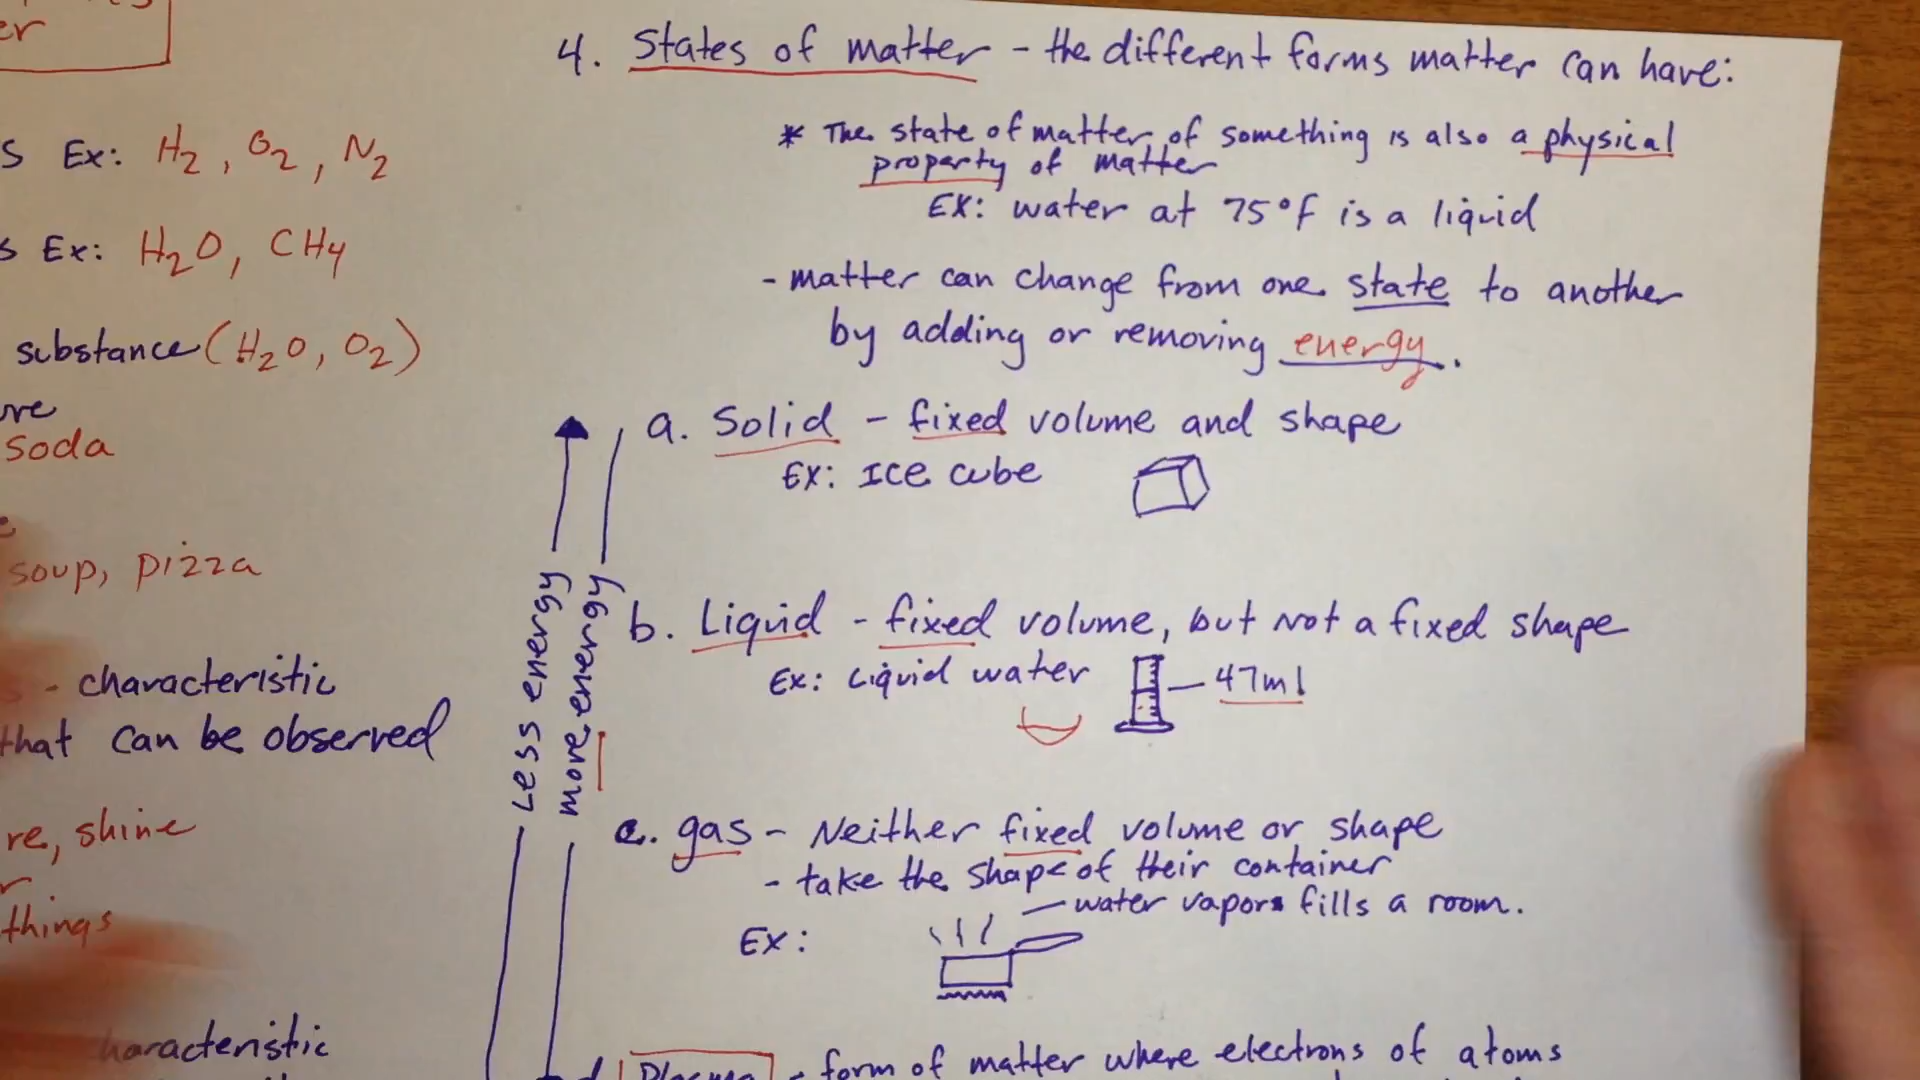 er
s Ex: H2, O2, N2
s Ex: H2O, CH4
substance (H2O, O2)
re
soda
soup, pizza
- characteristic
that can be observed
re, shine
things
haracteristic
4. States of matter - the different forms matter can have:
* The state of matter of something is also a physical
property of matter
EX: water at 75°F is a liquid
- matter can change from one state to another
by adding or removing energy.
a. Solid - fixed volume and shape
EX: Ice cube
Less energy
more energy
b. Liquid - fixed volume, but not a fixed shape
Ex: Liquid water
47ml
c. gas - Neither fixed volume or shape
- take the shape of their container
water vapors fills a room.
Ex:
d Plasma - form of matter where electrons of atoms